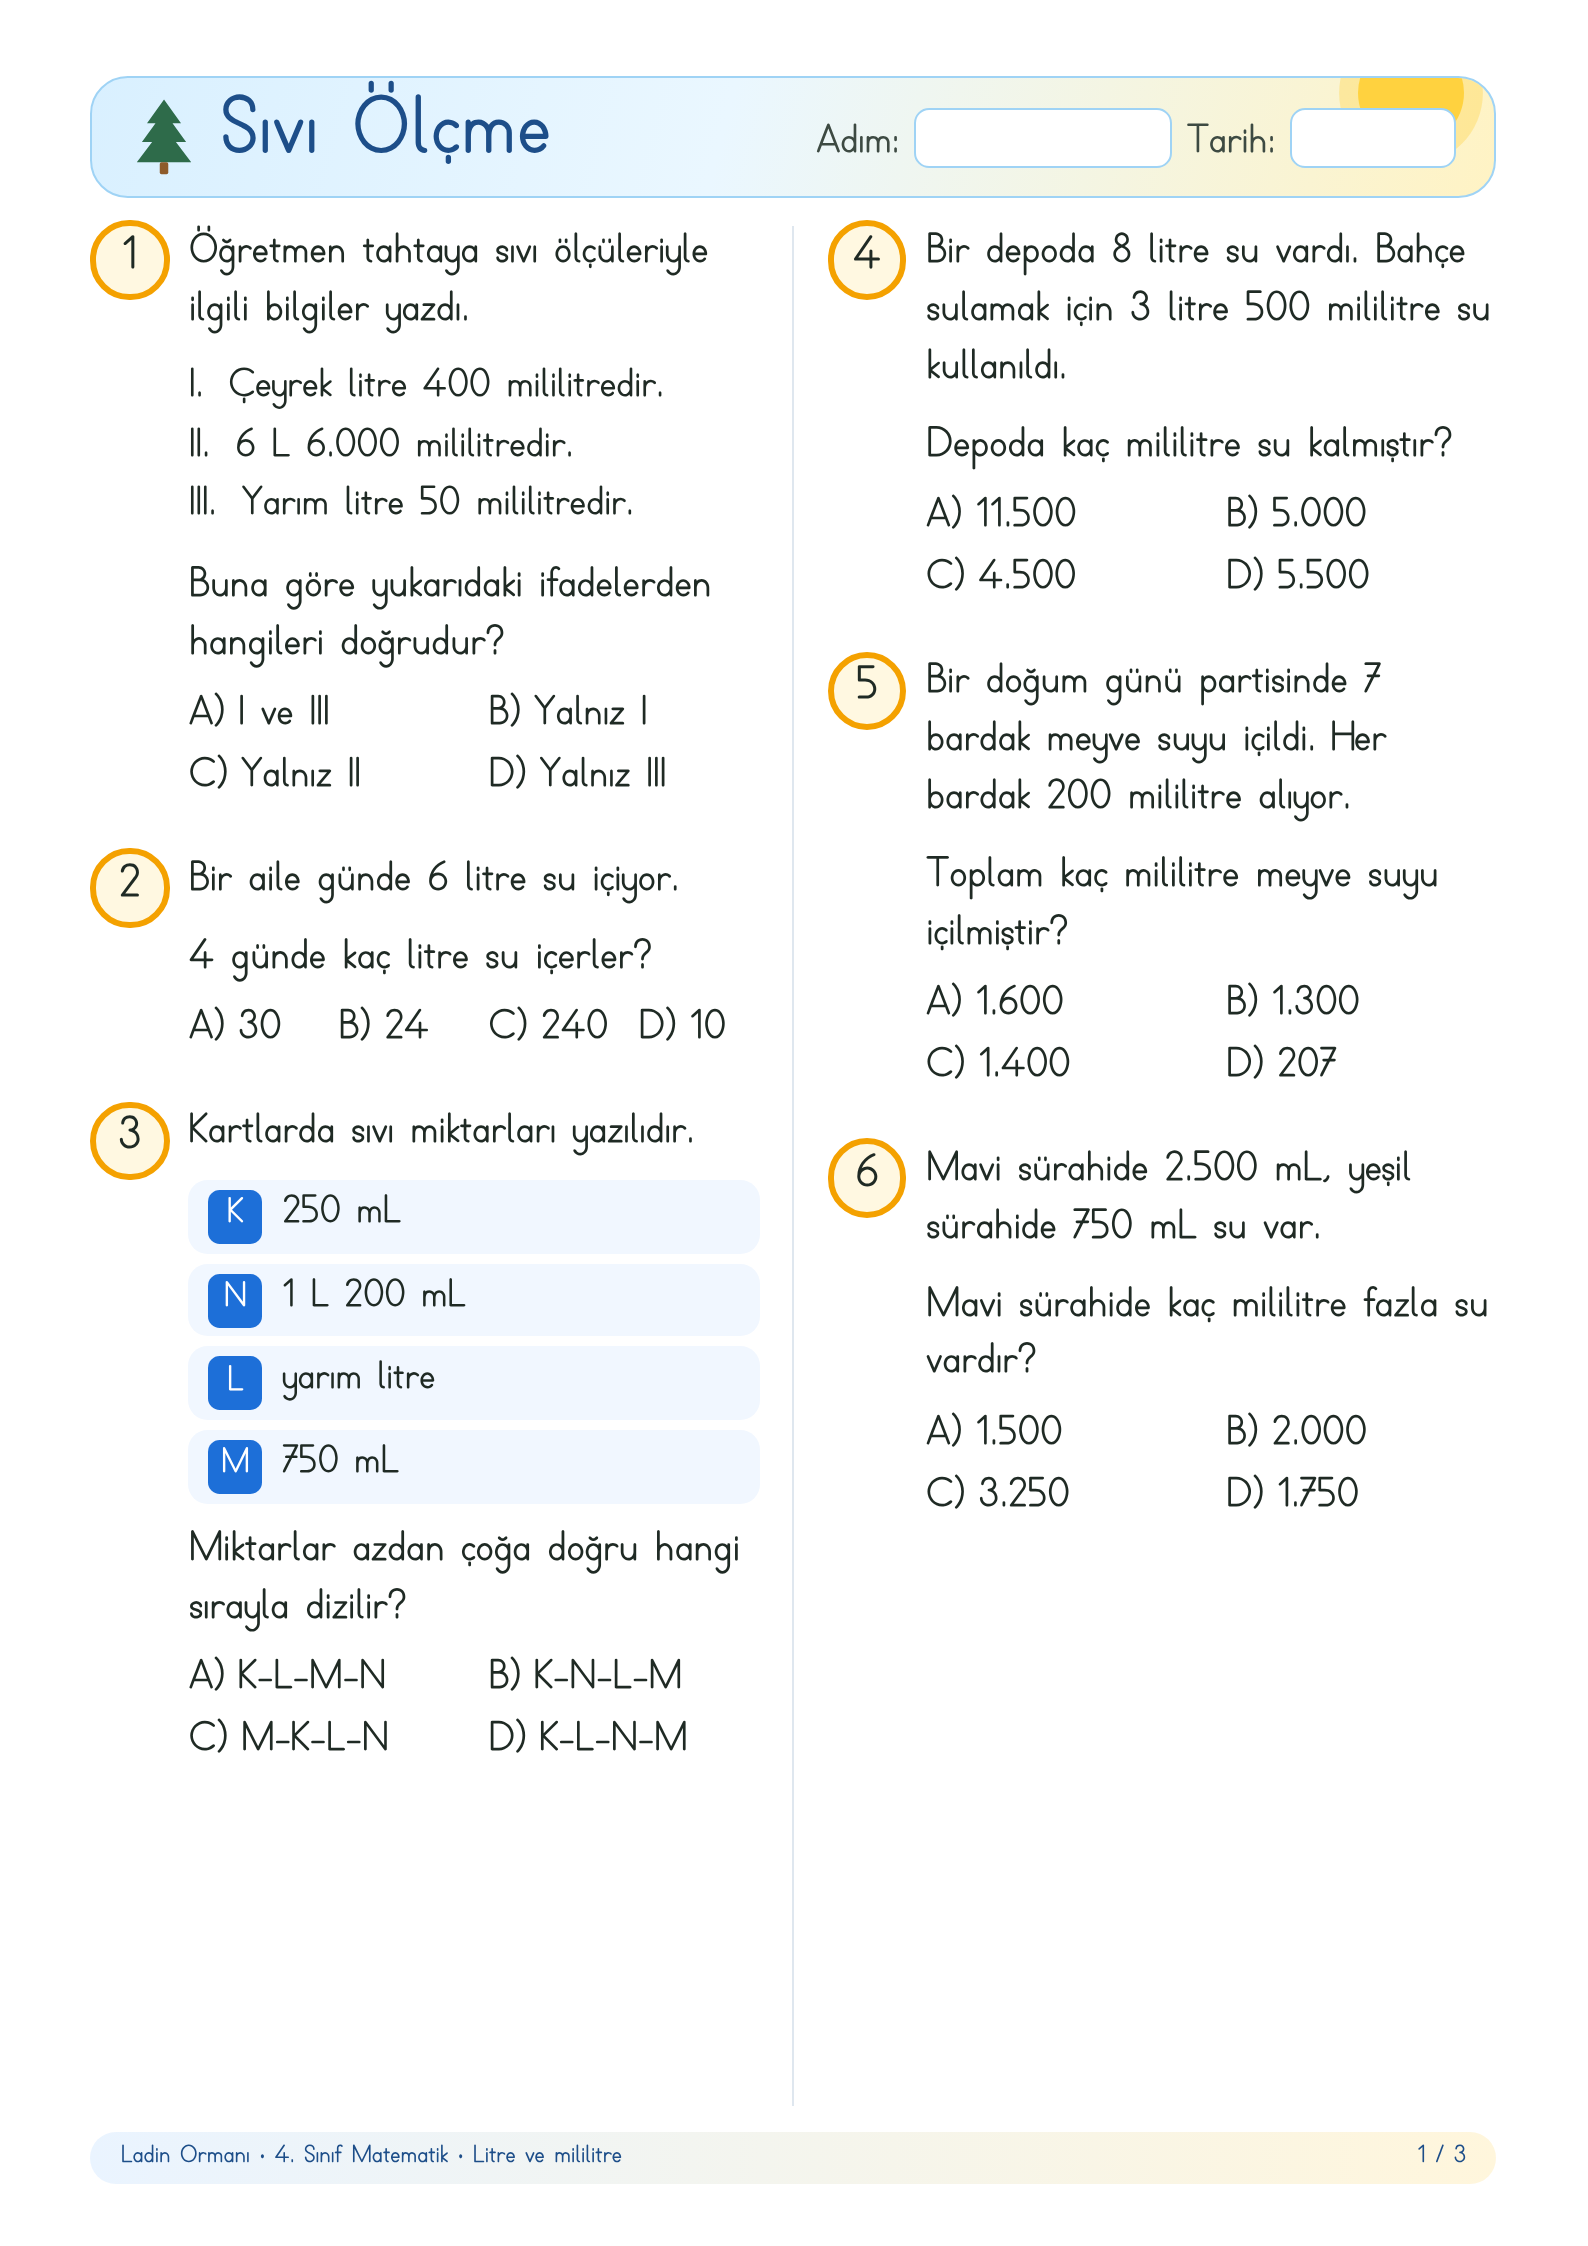 Sıvı Ölçme
Adım:
Tarih:
1
Öğretmen tahtaya sıvı ölçüleriyle
ilgili bilgiler yazdı.
I. Çeyrek litre 400 mililitredir.
II. 6 L 6.000 mililitredir.
III. Yarım litre 50 mililitredir.
Buna göre yukarıdaki ifadelerden
hangileri doğrudur?
A) I ve III B) Yalnız I
C) Yalnız II D) Yalnız III
2
Bir aile günde 6 litre su içiyor.
4 günde kaç litre su içerler?
A) 30 B) 24 C) 240 D) 10
3
Kartlarda sıvı miktarları yazılıdır.
K 250 mL
N 1 L 200 mL
L yarım litre
M 750 mL
Miktarlar azdan çoğa doğru hangi
sırayla dizilir?
A) K-L-M-N B) K-N-L-M
C) M-K-L-N D) K-L-N-M
4
Bir depoda 8 litre su vardı. Bahçe
sulamak için 3 litre 500 mililitre su
kullanıldı.
Depoda kaç mililitre su kalmıştır?
A) 11.500 B) 5.000
C) 4.500 D) 5.500
5
Bir doğum günü partisinde 7
bardak meyve suyu içildi. Her
bardak 200 mililitre alıyor.
Toplam kaç mililitre meyve suyu
içilmiştir?
A) 1.600 B) 1.300
C) 1.400 D) 207
6
Mavi sürahide 2.500 mL, yeşil
sürahide 750 mL su var.
Mavi sürahide kaç mililitre fazla su
vardır?
A) 1.500 B) 2.000
C) 3.250 D) 1.750
Ladin Ormanı • 4. Sınıf Matematik • Litre ve mililitre
1 / 3